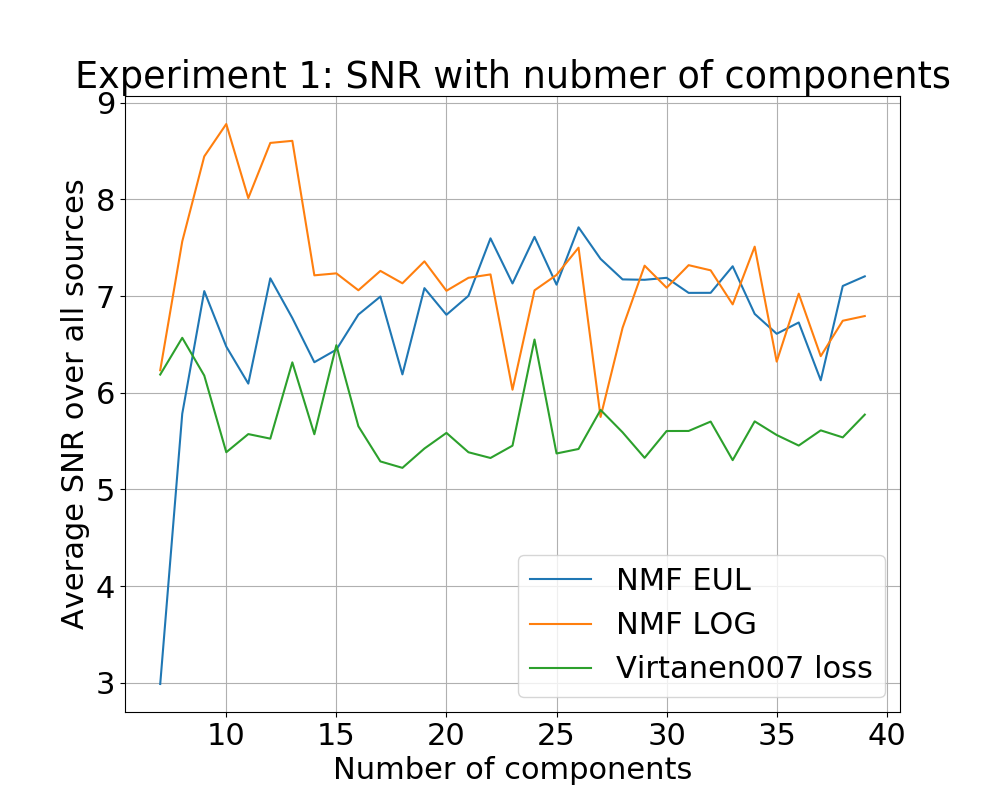 Experiment 1: SNR with nubmer of components
Average SNR over all sources
9
8
7
6
5
4
3
NMF EUL
NMF LOG
Virtanen007 loss
10 15 20 25 30 35 40
Number of components